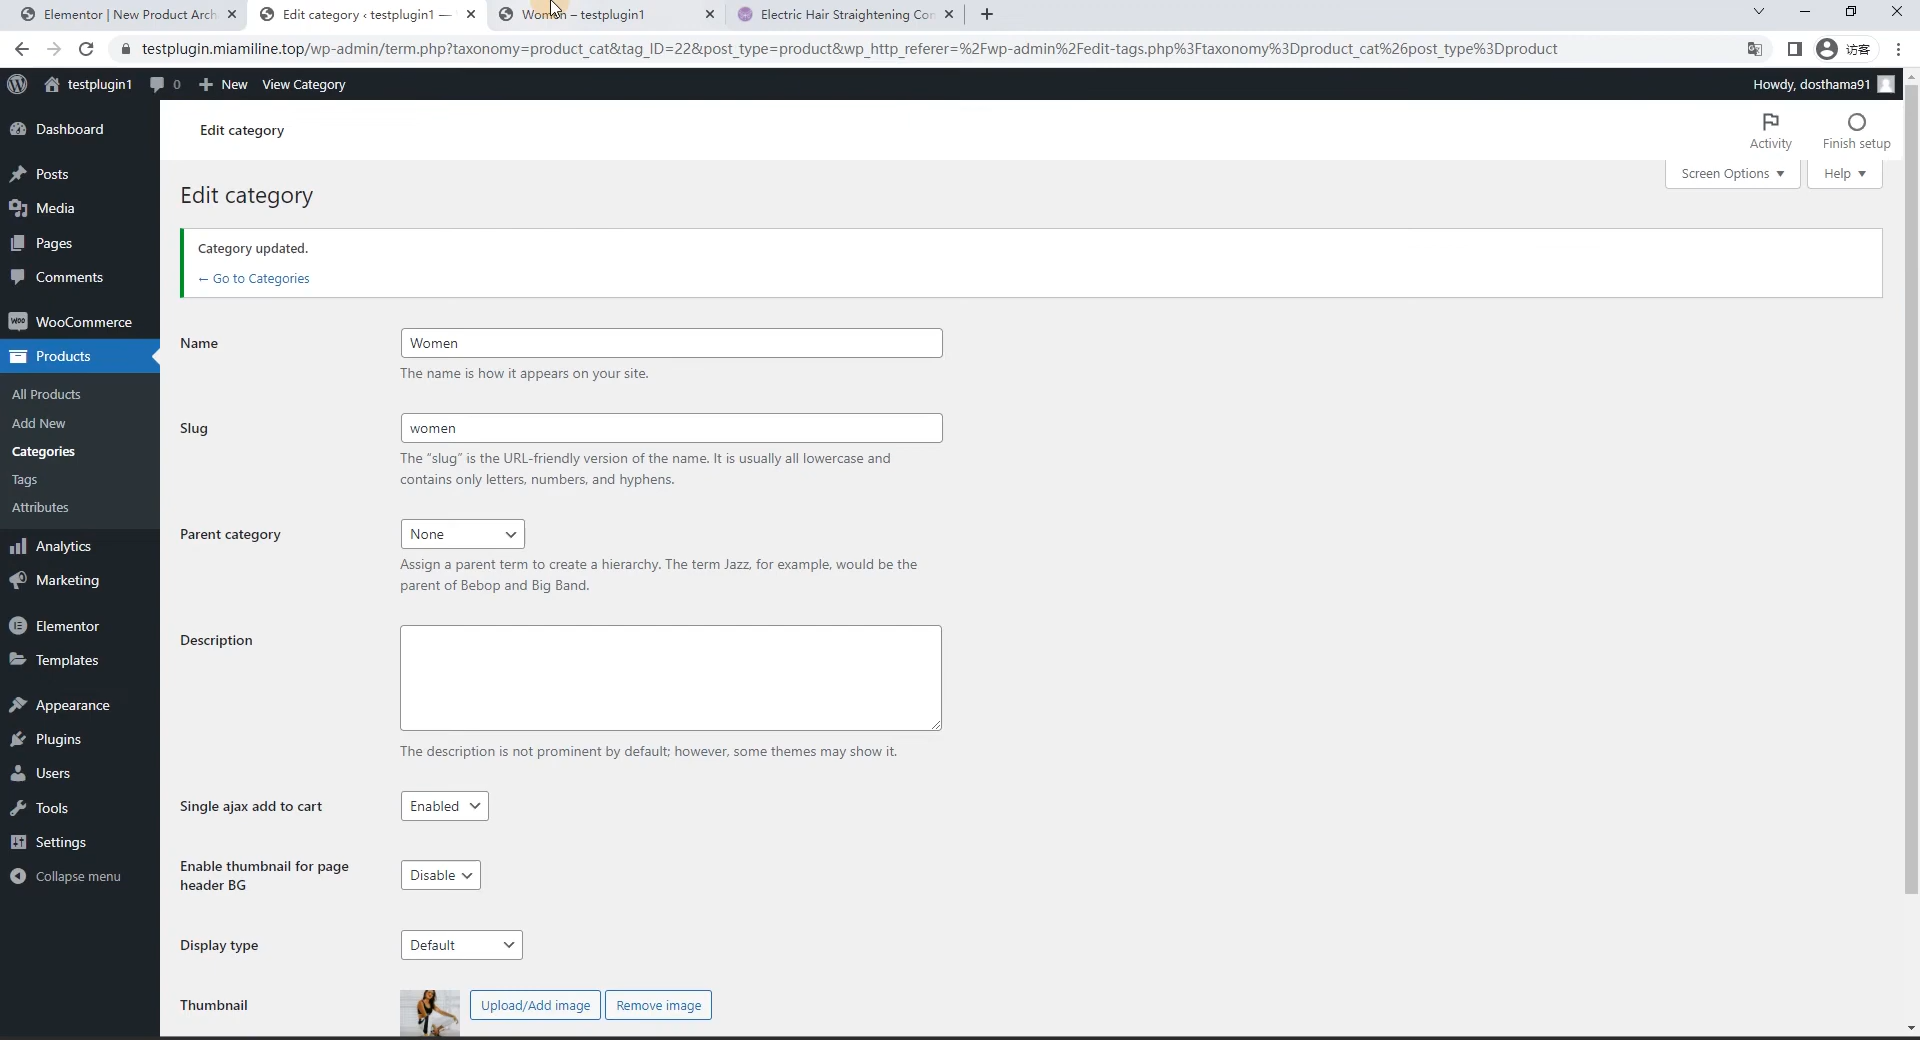 Elementor | New Product Arch
Edit category ‹ testplugin1 —
Women – testplugin1
Electric Hair Straightening Con
testplugin.miamiline.top/wp-admin/term.php?taxonomy=product_cat&tag_ID=22&post_type=product&wp_http_referer=%2Fwp-admin%2Fedit-tags.php%3Ftaxonomy%3Dproduct_cat%26post_type%3Dproduct
访客
testplugin1
0
New
View Category
Howdy, dosthama91
Dashboard
Posts
Media
Pages
Comments
Woo
WooCommerce
Products
All Products
Add New
Categories
Tags
Attributes
Analytics
Marketing
Elementor
Templates
Appearance
Plugins
Users
Tools
Settings
Collapse menu
Edit category
Activity
Finish setup
Screen Options
Help
Edit category
Category updated.
← Go to Categories
Name
Women
The name is how it appears on your site.
Slug
women
The “slug” is the URL-friendly version of the name. It is usually all lowercase and
contains only letters, numbers, and hyphens.
Parent category
None
Assign a parent term to create a hierarchy. The term Jazz, for example, would be the
parent of Bebop and Big Band.
Description
The description is not prominent by default; however, some themes may show it.
Single ajax add to cart
Enabled
Enable thumbnail for page
header BG
Disable
Display type
Default
Thumbnail
Upload/Add image
Remove image